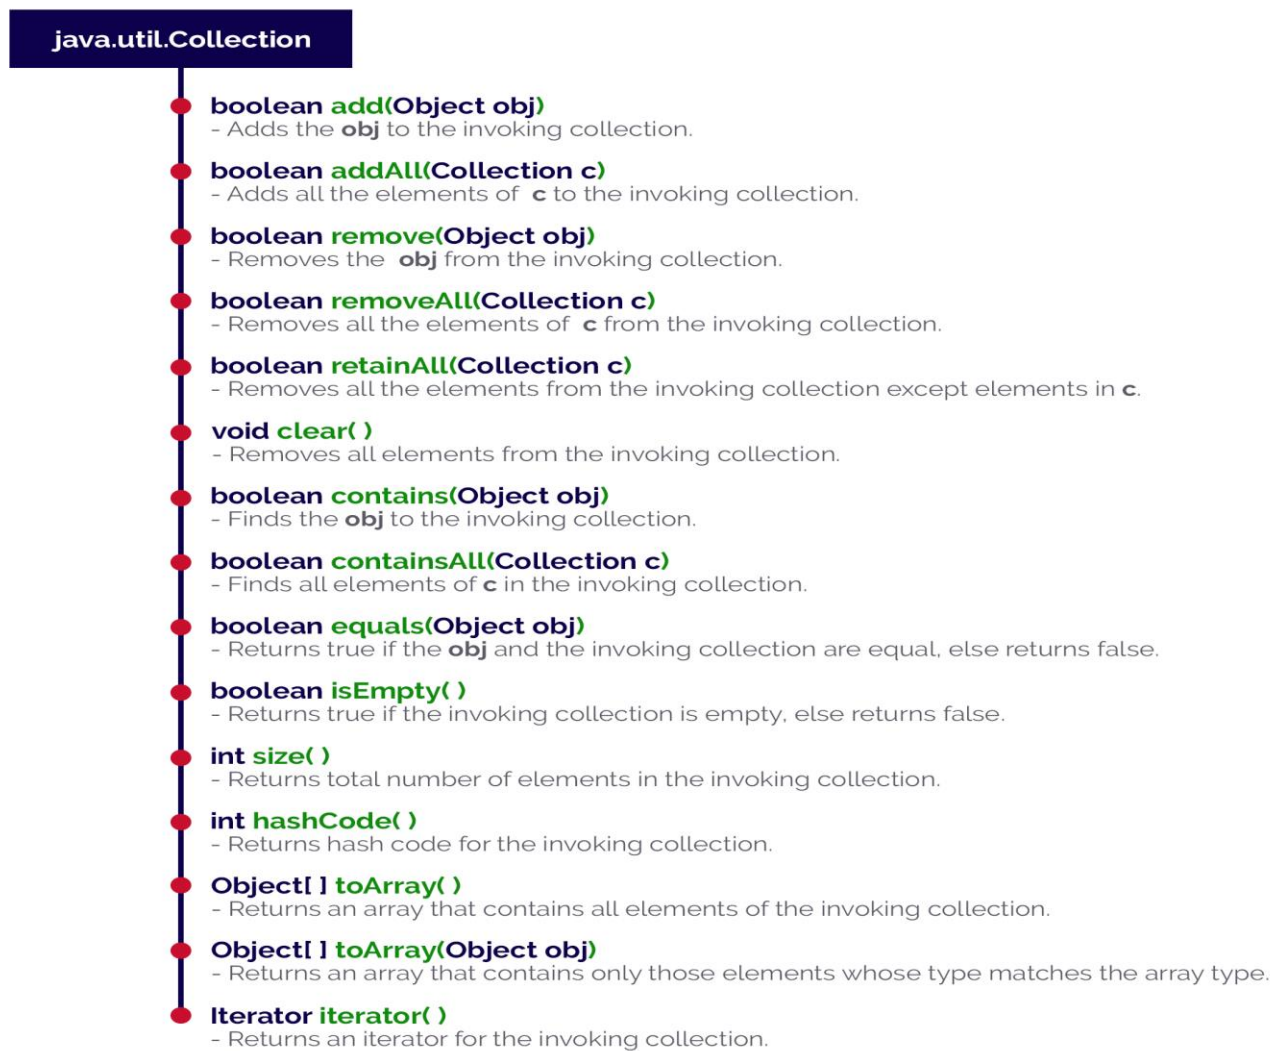 java.util.Collection
boolean add(Object obj)
- Adds the obj to the invoking collection.
boolean addAll(Collection c)
- Adds all the elements of c to the invoking collection.
boolean remove(Object obj)
- Removes the obj from the invoking collection.
boolean removeAll(Collection c)
- Removes all the elements of c from the invoking collection.
boolean retainAll(Collection c)
- Removes all the elements from the invoking collection except elements in c.
void clear( )
- Removes all elements from the invoking collection.
boolean contains(Object obj)
- Finds the obj to the invoking collection.
boolean containsAll(Collection c)
- Finds all elements of c in the invoking collection.
boolean equals(Object obj)
- Returns true if the obj and the invoking collection are equal, else returns false.
boolean isEmpty( )
- Returns true if the invoking collection is empty, else returns false.
int size( )
- Returns total number of elements in the invoking collection.
int hashCode( )
- Returns hash code for the invoking collection.
Object[ ] toArray( )
- Returns an array that contains all elements of the invoking collection.
Object[ ] toArray(Object obj)
- Returns an array that contains only those elements whose type matches the array type.
Iterator iterator( )
- Returns an iterator for the invoking collection.